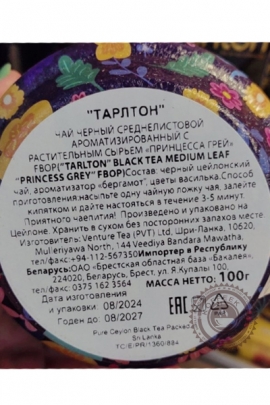 "ТАРЛТОН"
ЧАЙ ЧЕРНЫЙ СРЕДНЕЛИСТОВОЙ
АРОМАТИЗИРОВАННЫЙ С
РАСТИТЕЛЬНЫМ СЫРЬЕМ «ПРИНЦЕССА ГРЕЙ»
FBOP("TARLTON" BLACK TEA MEDIUM LEAF
"PRINCESS GREY" FBOP)Состав: черный цейлонский
чай, ароматизатор «бергамот», цветы василька.Способ
приготовления:насыпьте одну чайную ложку чая, залейте
кипятком и дайте настояться в течение 3-5 минут.
Приятного чаепития! Произведено и упаковано на
Цейлоне. Хранить в сухом без посторонних запахов месте.
Изготовитель: Venture Tea (PVT) Ltd, Шри-Ланка, 10620,
Mulleriyawa North, 144 Veediya Bandara Mawatha,
тел/факс +94-112-567350Импортер в Республику
Беларусь:ОАО «Брестская областная база «Бакалея»,
224020, Беларусь, Брест, ул.Я.Купалы 100.
тел/факс 0375 162 3564
МАССА НЕТТО: 100г
Дата изготовления
и упаковки 08/2024
Годен до: 08/2027
EAC
Pure Ceylon Black Tea Packed
Sri Lanka
TC/E/PR/1360/884